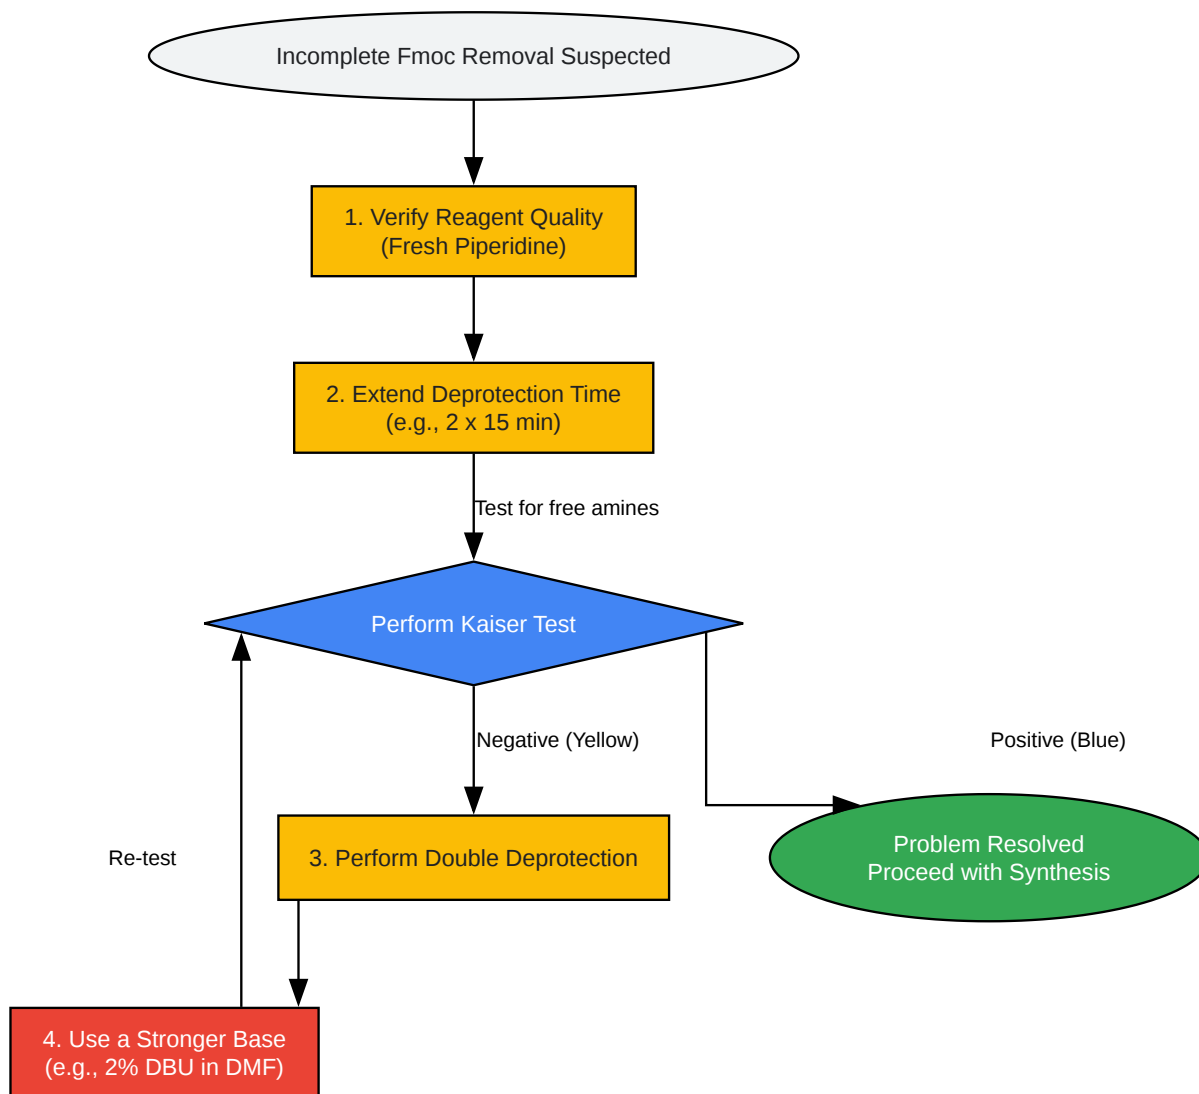 Incomplete Fmoc Removal Suspected
1. Verify Reagent Quality
(Fresh Piperidine)
2. Extend Deprotection Time
(e.g., 2 x 15 min)
Test for free amines
Perform Kaiser Test
Negative (Yellow)
Positive (Blue)
Re-test
3. Perform Double Deprotection
Problem Resolved
Proceed with Synthesis
4. Use a Stronger Base
(e.g., 2% DBU in DMF)